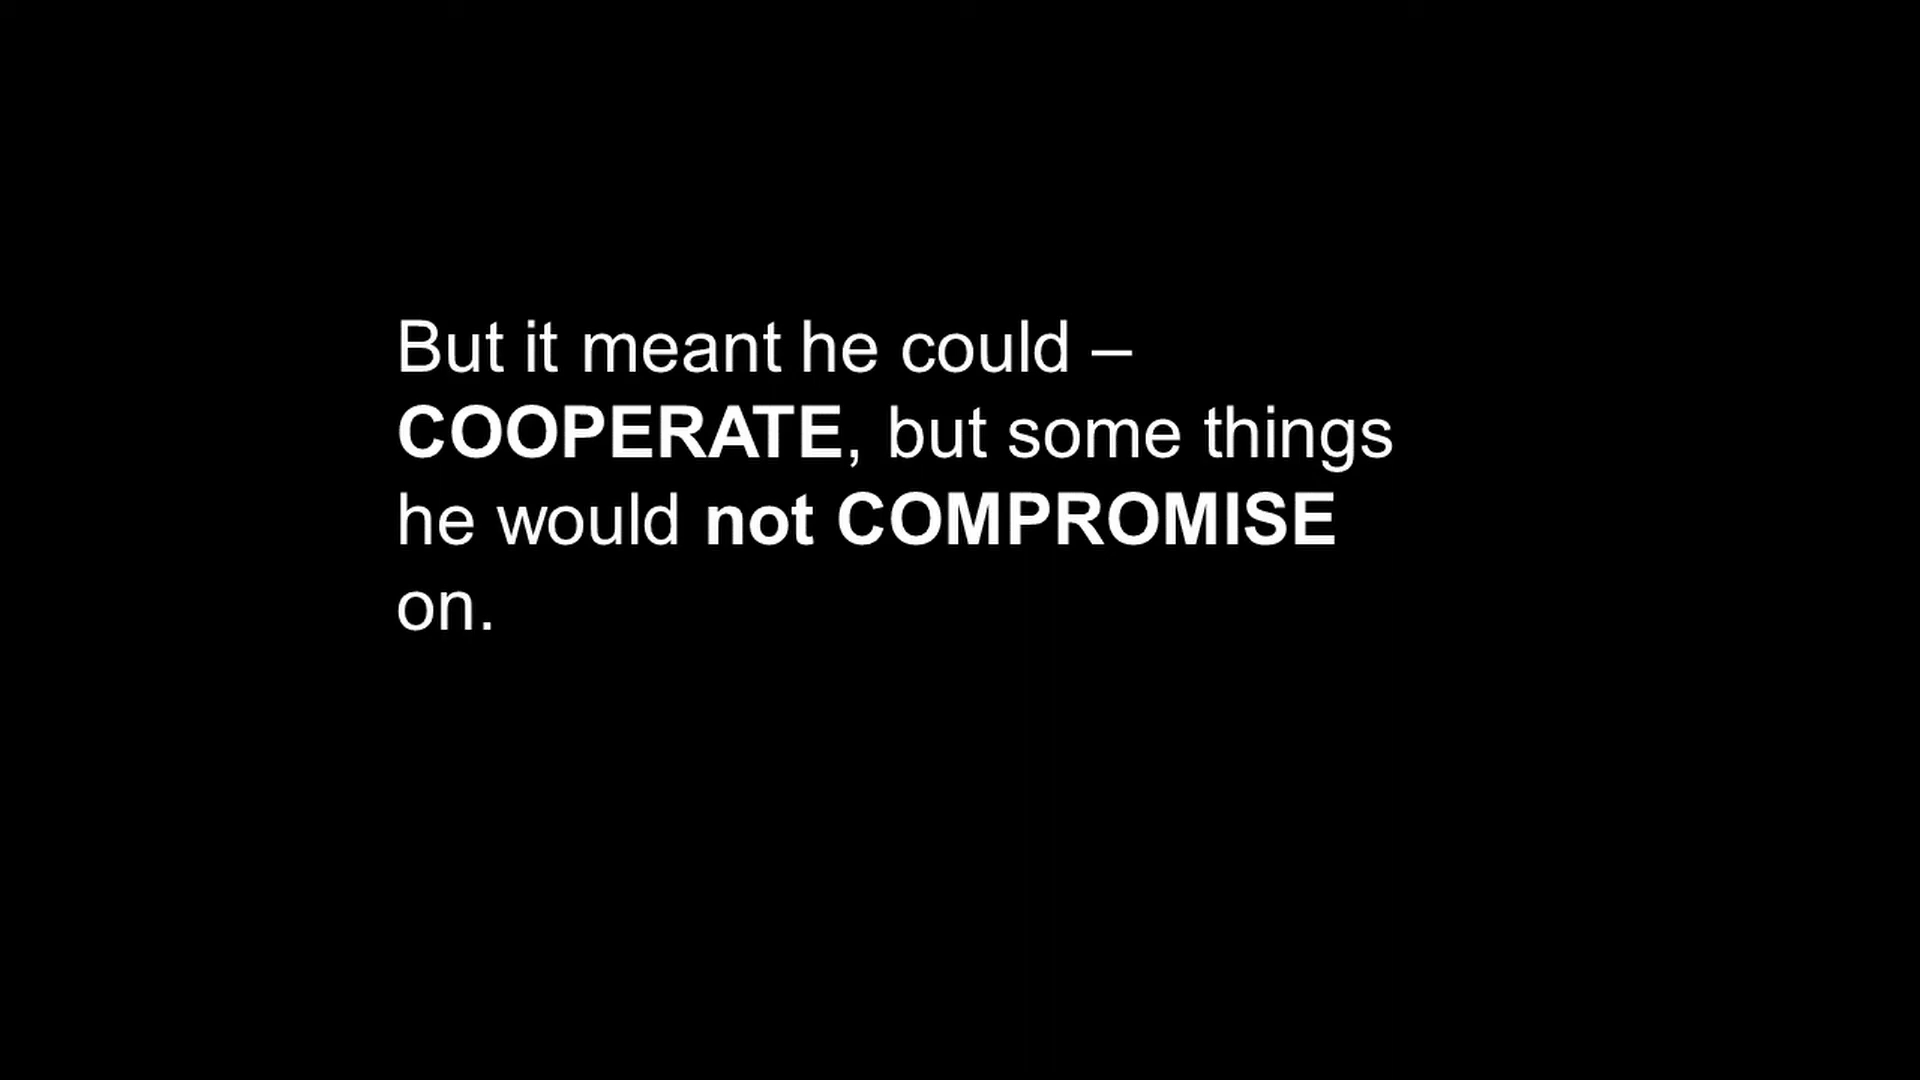 But it meant he could –
COOPERATE, but some things
he would not COMPROMISE
on.